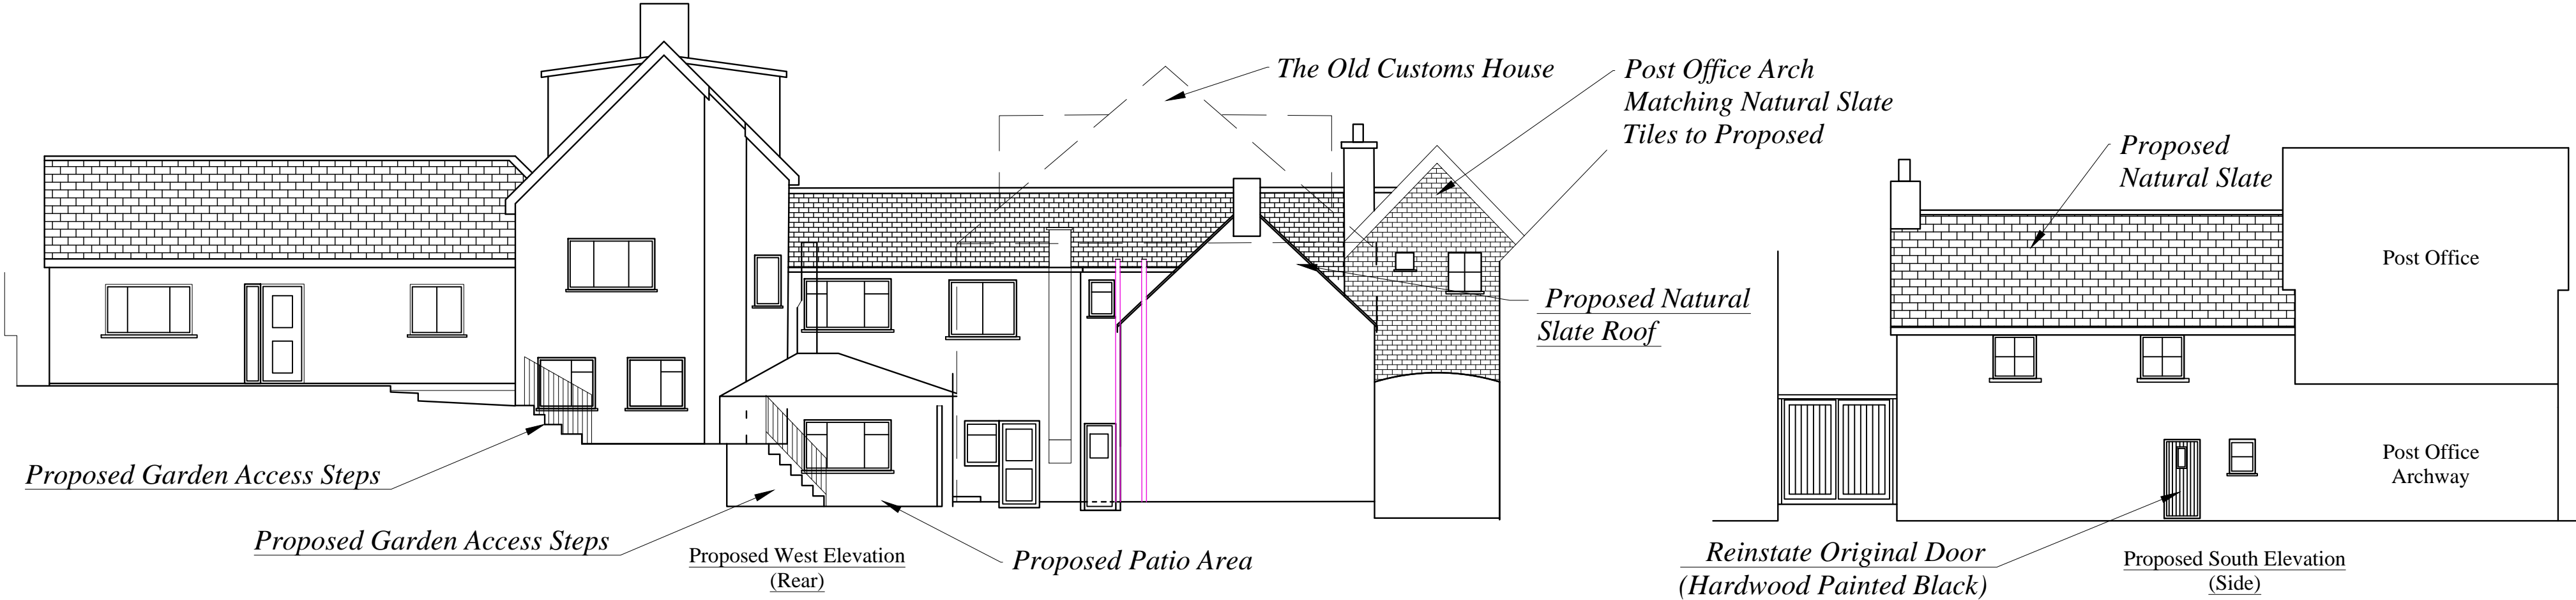 The Old Customs House
Post Office Arch
Matching Natural Slate
Tiles to Proposed
Proposed Natural
Slate Roof
Proposed Garden Access Steps
Proposed Garden Access Steps
Proposed Patio Area
Proposed West Elevation
(Rear)
Proposed
Natural Slate
Post Office
Post Office
Archway
Reinstate Original Door
(Hardwood Painted Black)
Proposed South Elevation
(Side)